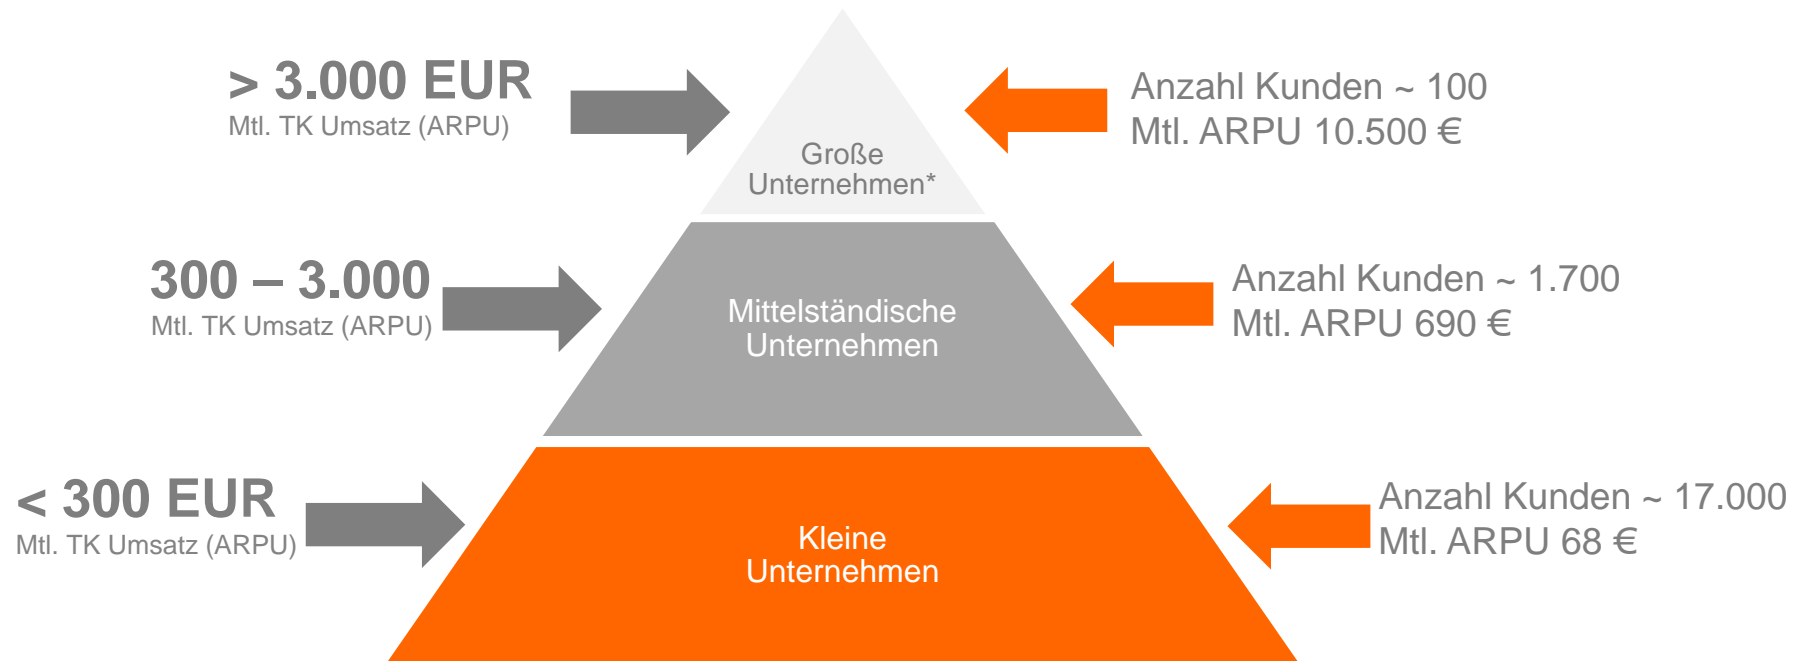 > 3.000 EUR
Mtl. TK Umsatz (ARPU)
Große
Unternehmen*
Anzahl Kunden ~ 100
Mtl. ARPU 10.500 €
300 – 3.000
Mtl. TK Umsatz (ARPU)
Mittelständische
Unternehmen
Anzahl Kunden ~ 1.700
Mtl. ARPU 690 €
< 300 EUR
Mtl. TK Umsatz (ARPU)
Kleine
Unternehmen
Anzahl Kunden ~ 17.000
Mtl. ARPU 68 €